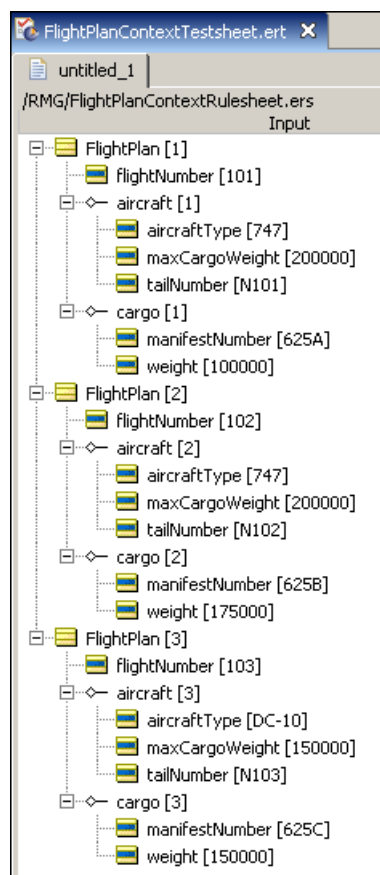 FlightPlanContextTestsheet.ert
untitled_1
/RMG/FlightPlanContextRulesheet.ers
Input
FlightPlan [1]
flightNumber [101]
aircraft [1]
aircraftType [747]
maxCargoWeight [200000]
tailNumber [N101]
cargo [1]
manifestNumber [625A]
weight [100000]
FlightPlan [2]
flightNumber [102]
aircraft [2]
aircraftType [747]
maxCargoWeight [200000]
tailNumber [N102]
cargo [2]
manifestNumber [625B]
weight [175000]
FlightPlan [3]
flightNumber [103]
aircraft [3]
aircraftType [DC-10]
maxCargoWeight [150000]
tailNumber [N103]
cargo [3]
manifestNumber [625C]
weight [150000]